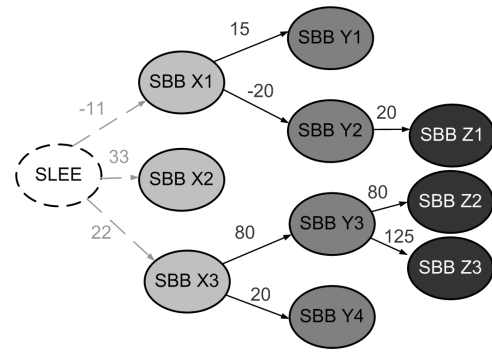 15
SBB Y1
SBB X1
-20
-11
20
SBB Y2
SBB Z1
33
SLEE
SBB X2
80
SBB Z2
22
80
SBB Y3
125
SBB Z3
SBB X3
20
SBB Y4